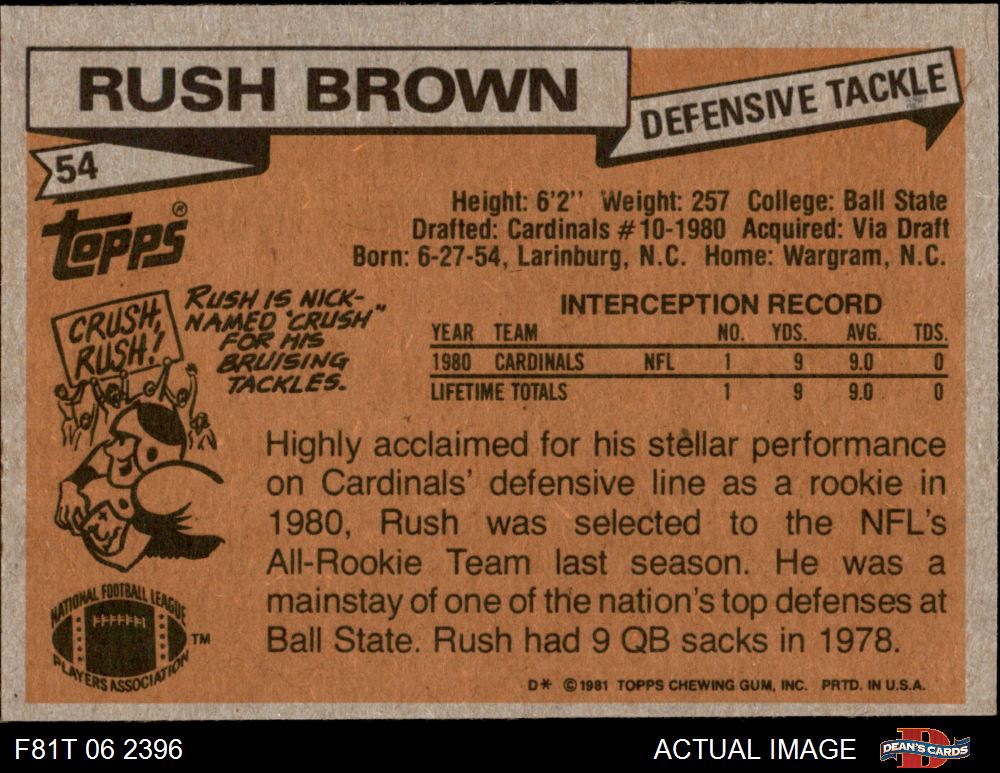 RUSH BROWN
DEFENSIVE TACKLE
54
Topps®
Height: 6'2'' Weight: 257 College: Ball State
Drafted: Cardinals #10-1980 Acquired: Via Draft
Born: 6-27-54, Larinburg, N.C. Home: Wargram, N.C.
CRUSH,
RUSH!
RUSH IS NICK-
NAMED "CRUSH"
FOR HIS
BRUISING
TACKLES.
INTERCEPTION RECORD
YEAR TEAM NO. YDS. AVG. TDS.
1980 CARDINALS NFL 1 9 9.0 0
LIFETIME TOTALS 1 9 9.0 0
Highly acclaimed for his stellar performance
on Cardinals' defensive line as a rookie in
1980, Rush was selected to the NFL's
All-Rookie Team last season. He was a
mainstay of one of the nation's top defenses at
Ball State. Rush had 9 QB sacks in 1978.
NATIONAL FOOTBALL LEAGUE
PLAYERS ASSOCIATION
TM
D* ©1981 TOPPS CHEWING GUM, INC. PRTD. IN U.S.A.
F81T 06 2396
ACTUAL IMAGE
DEAN'S CARDS